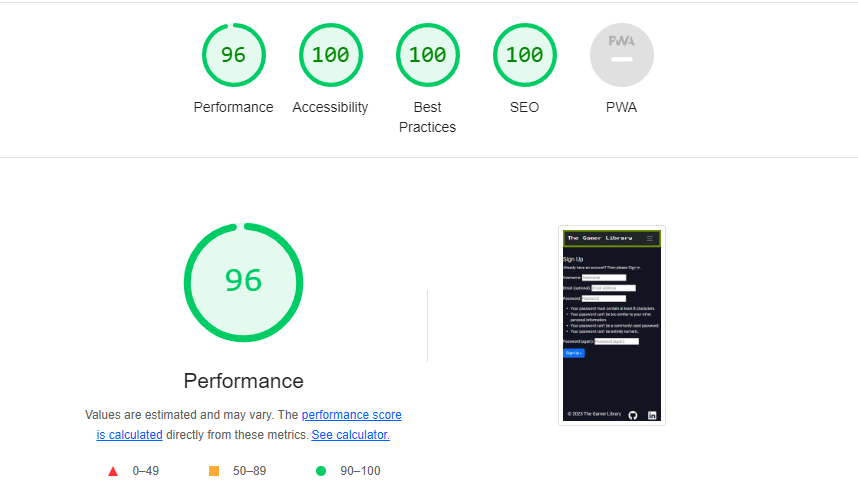 96
100
100
100
PWA
Performance
Accessibility
Best
Practices
SEO
PWA
96
Performance
Values are estimated and may vary. The performance score
is calculated directly from these metrics. See calculator.
0–49
50–89
90–100
The Gamer Library
Sign Up
Already have an account? Then please Sign In.
Username: Username
Email (optional): Email address
Password: Password
Your password must contain at least 8 characters.
Your password can't be too similar to your other
personal information.
Your password can't be a commonly used password.
Your password can't be entirely numeric.
Password (again): Password (again)
Sign Up »
© 2023 The Gamer Library